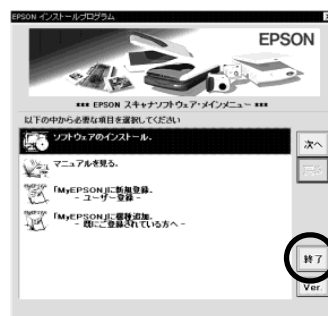 EPSON インストールプログラム
EPSON
*** EPSON スキャナソフトウェア・メインメニュー ***
以下の中から必要な項目を選択してください
ソフトウェアのインストール.
マニュアルを見る.
「MyEPSON」に新規登録.
- ユーザー登録 -
「MyEPSON」に機種追加.
- 既にご登録されている方へ -
次へ
終了
Ver.